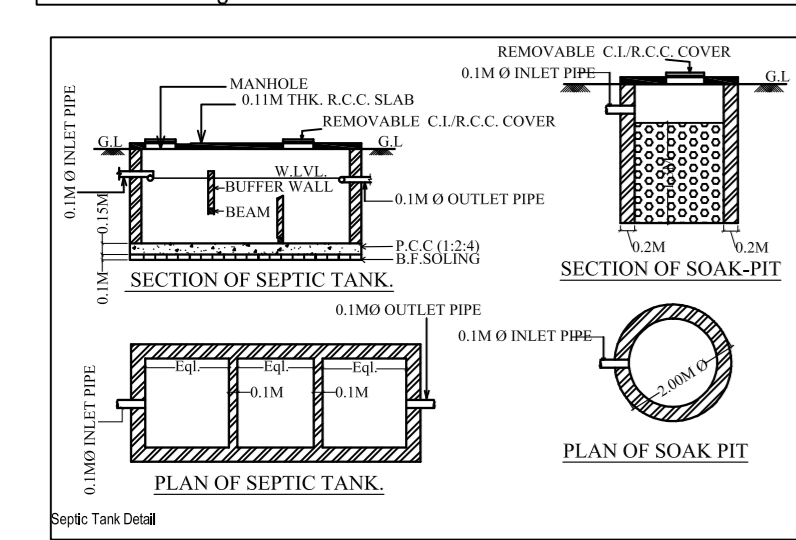 REMOVABLE C.I./R.C.C. COVER
0.1M Ø INLET PIPE
G.L
MANHOLE
0.11M THK. R.C.C. SLAB
REMOVABLE C.I./R.C.C. COVER
G.L
G.L
0.1M Ø INLET PIPE
W.LVL.
BUFFER WALL
0.1M Ø OUTLET PIPE
BEAM
0.15M
P.C.C (1:2:4)
B.F.SOLING
0.1M
SECTION OF SEPTIC TANK.
0.2M
0.2M
SECTION OF SOAK-PIT
0.1MØ OUTLET PIPE
0.1M Ø INLET PIPE
Eql.
Eql.
Eql.
0.1M
0.1M
0.1MØ INLET PIPE
2.00M Ø
PLAN OF SEPTIC TANK.
PLAN OF SOAK PIT
Septic Tank Detail